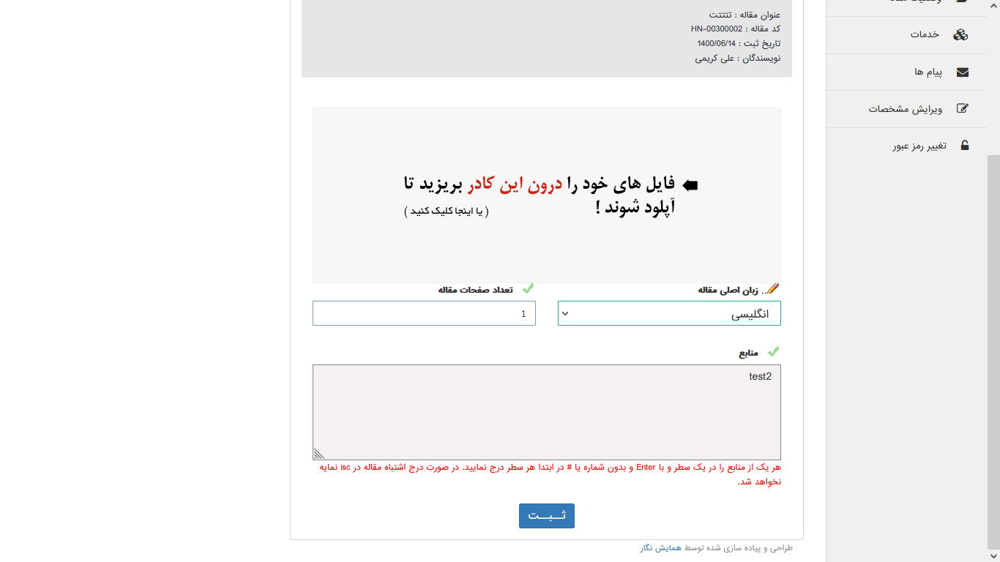 عنوان مقاله : تتتتت
کد مقاله : HN-00300002
تاریخ ثبت : 1400/06/14
نویسندگان : علی کریمی
خدمات
پیام ها
ویرایش مشخصات
تغییر رمز عبور
فایل های خود را درون این کادر بریزید تا
آپلود شوند !
( یا اینجا کلیک کنید )
زبان اصلی مقاله
تعداد صفحات مقاله
انگلیسی
1
منابع
test2
هر یک از منابع را در یک سطر و با Enter و بدون شماره یا # در ابتدا هر سطر درج نمایید. در صورت درج اشتباه مقاله در isc نمایه
نخواهد شد.
ثـــبـــت
طراحی و پیاده سازی شده توسط همایش نگار